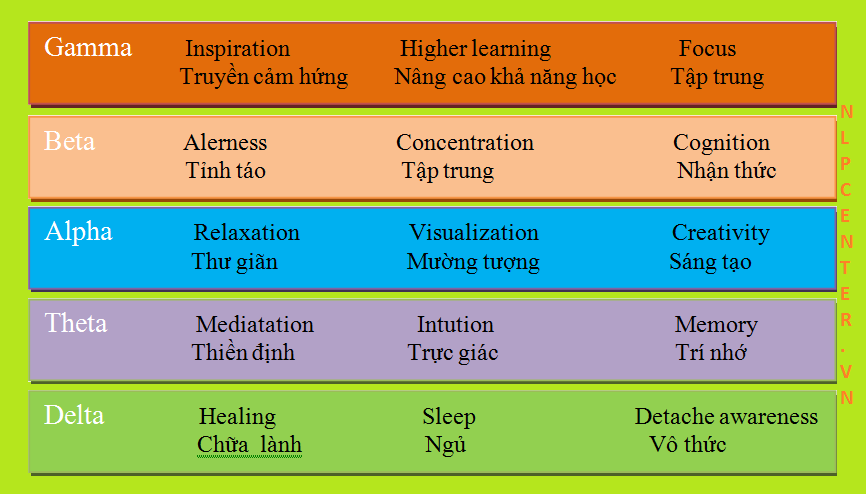 Gamma Inspiration Higher learning Focus
Truyền cảm hứng Nâng cao khả năng học Tập trung
Beta Alerness Concentration Cognition
Tỉnh táo Tập trung Nhận thức
Alpha Relaxation Visualization Creativity
Thư giãn Mường tượng Sáng tạo
Theta Mediatation Intution Memory
Thiền định Trực giác Trí nhớ
Delta Healing Sleep Detache awareness
Chữa lành Ngủ Vô thức
NLPCENTER.VN